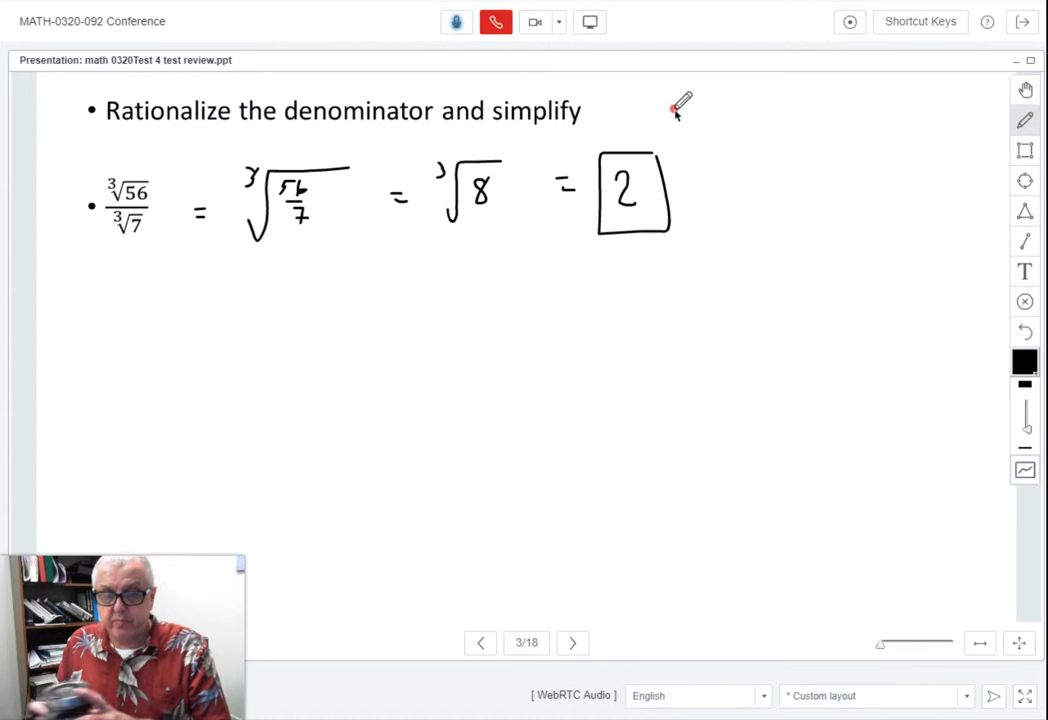 MATH-0320-092 Conference
Shortcut Keys
Presentation: math 0320Test 4 test review.ppt
• Rationalize the denominator and simplify
• ∛56/∛7 = ∛(56/7) = ∛8 = 2
T
3/18
[ WebRTC Audio ] English * Custom layout